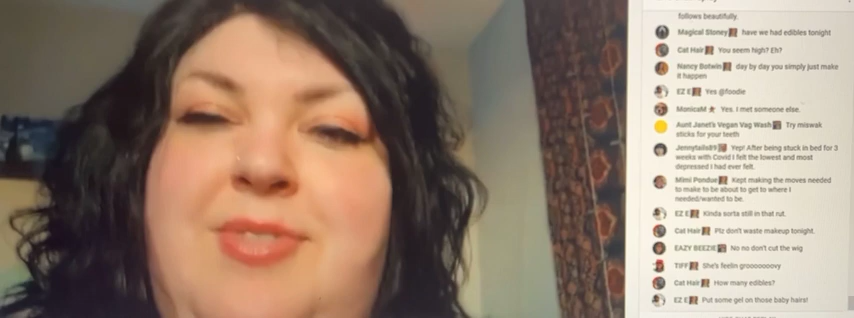 follows beautifully.
Magical Stoney have we had edibles tonight
Cat Hair You seem high? Eh?
Nancy Botwin day by day you simply just make
it happen
EZ E Yes @foodie
MonicaM Yes. I met someone else.
Aunt Janet's Vegan Vag Wash Try miswak
sticks for your teeth
Jennytails89 Yep! After being stuck in bed for 3
weeks with Covid I felt the lowest and most
depressed I had ever felt.
Mimi Pondue Kept making the moves needed
to make to be about to get to where I
needed/wanted to be.
EZ E Kinda sorta still in that rut.
Cat Hair Plz don't waste makeup tonight.
EAZY BEEZIE No no don't cut the wig
TIFF She's feelin grooooooovy
Cat Hair How many edibles?
EZ E Put some gel on those baby hairs!